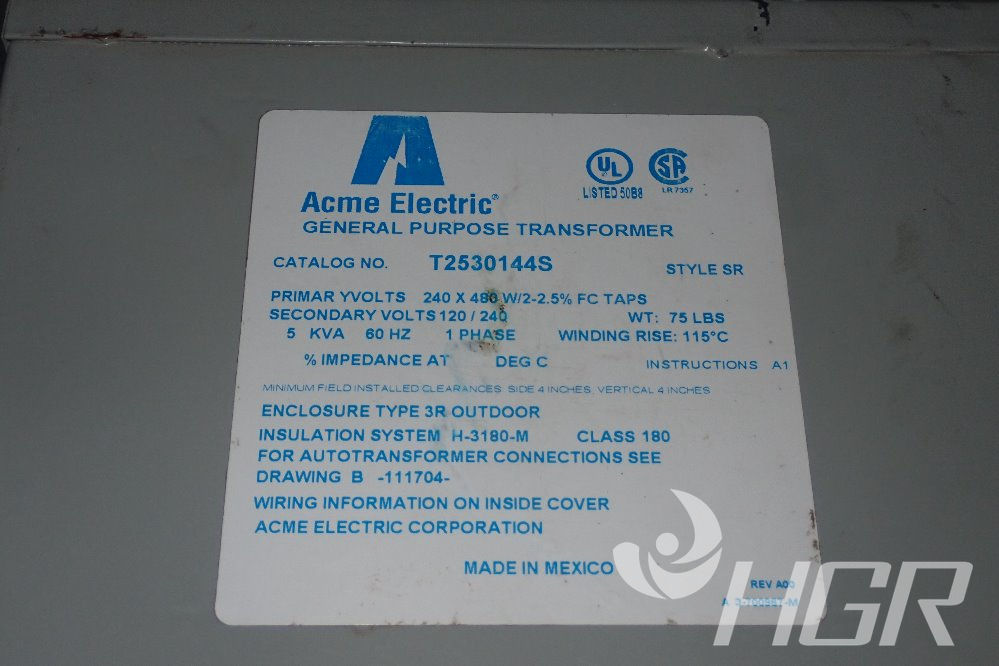 Acme Electric®
GENERAL PURPOSE TRANSFORMER
UL
LISTED 50B8
SA
LR 7357
CATALOG NO. T2530144S STYLE SR
PRIMAR YVOLTS 240 X 480 W/2-2.5% FC TAPS
SECONDARY VOLTS 120 / 240 WT: 75 LBS
5 KVA 60 HZ 1 PHASE WINDING RISE: 115°C
% IMPEDANCE AT DEG C INSTRUCTIONS A1
MINIMUM FIELD INSTALLED CLEARANCES SIDE 4 INCHES, VERTICAL 4 INCHES
ENCLOSURE TYPE 3R OUTDOOR
INSULATION SYSTEM H-3180-M CLASS 180
FOR AUTOTRANSFORMER CONNECTIONS SEE
DRAWING B -111704-
WIRING INFORMATION ON INSIDE COVER
ACME ELECTRIC CORPORATION
MADE IN MEXICO
REV A00
HGR